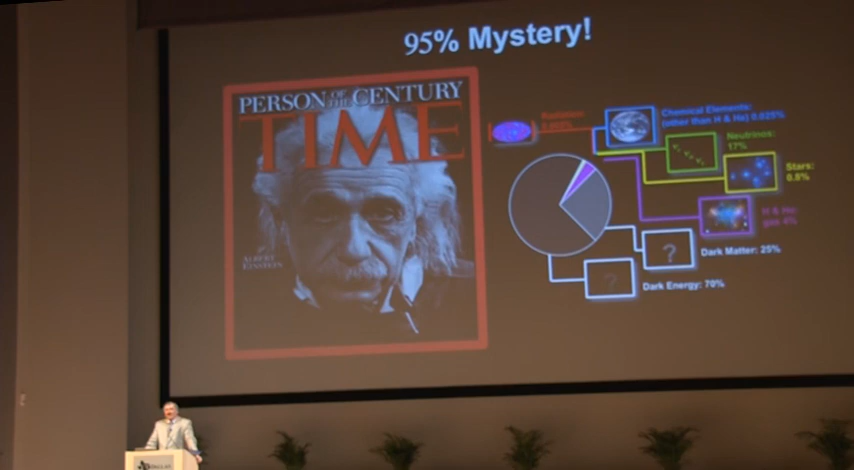 95% Mystery!
PERSON OF THE CENTURY
TIME
ALBERT
EINSTEIN
Radiation:
Chemical Elements:
(other than H & He) 0.025%
Neutrinos:
17%
Stars:
0.5%
H & He:
gas 4%
Dark Matter: 25%
Dark Energy: 70%
?
?
DALLAS